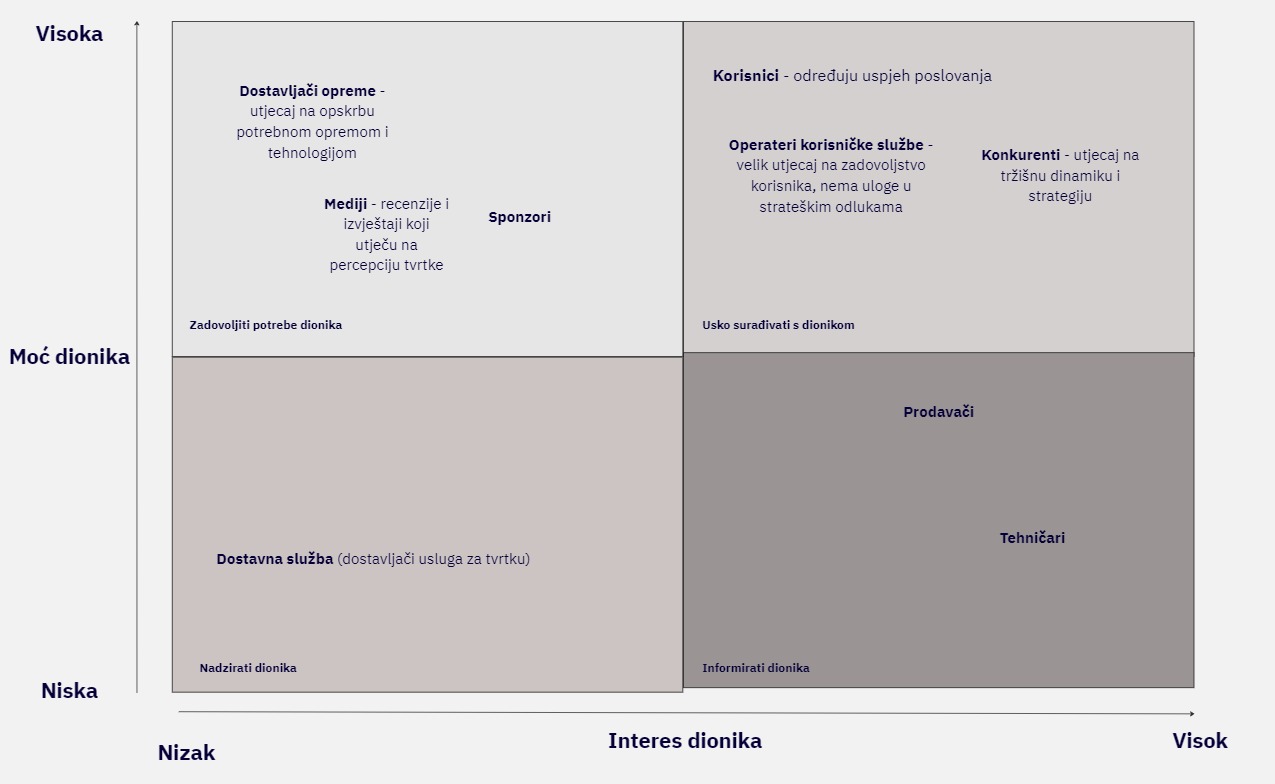 Visoka
Dostavljači opreme -
utjecaj na opskrbu
potrebnom opremom i
tehnologijom
Mediji - recenzije i
izvještaji koji
utječu na
percepciju tvrtke
Sponzori
Zadovoljiti potrebe dionika
Korisnici - određuju uspjeh poslovanja
Operateri korisničke službe -
velik utjecaj na zadovoljstvo
korisnika, nema uloge u
strateškim odlukama
Konkurenti - utjecaj na
tržišnu dinamiku i
strategiju
Usko surađivati s dionikom
Moć dionika
Dostavna služba (dostavljači usluga za tvrtku)
Nadzirati dionika
Prodavači
Tehničari
Informirati dionika
Niska
Nizak
Interes dionika
Visok